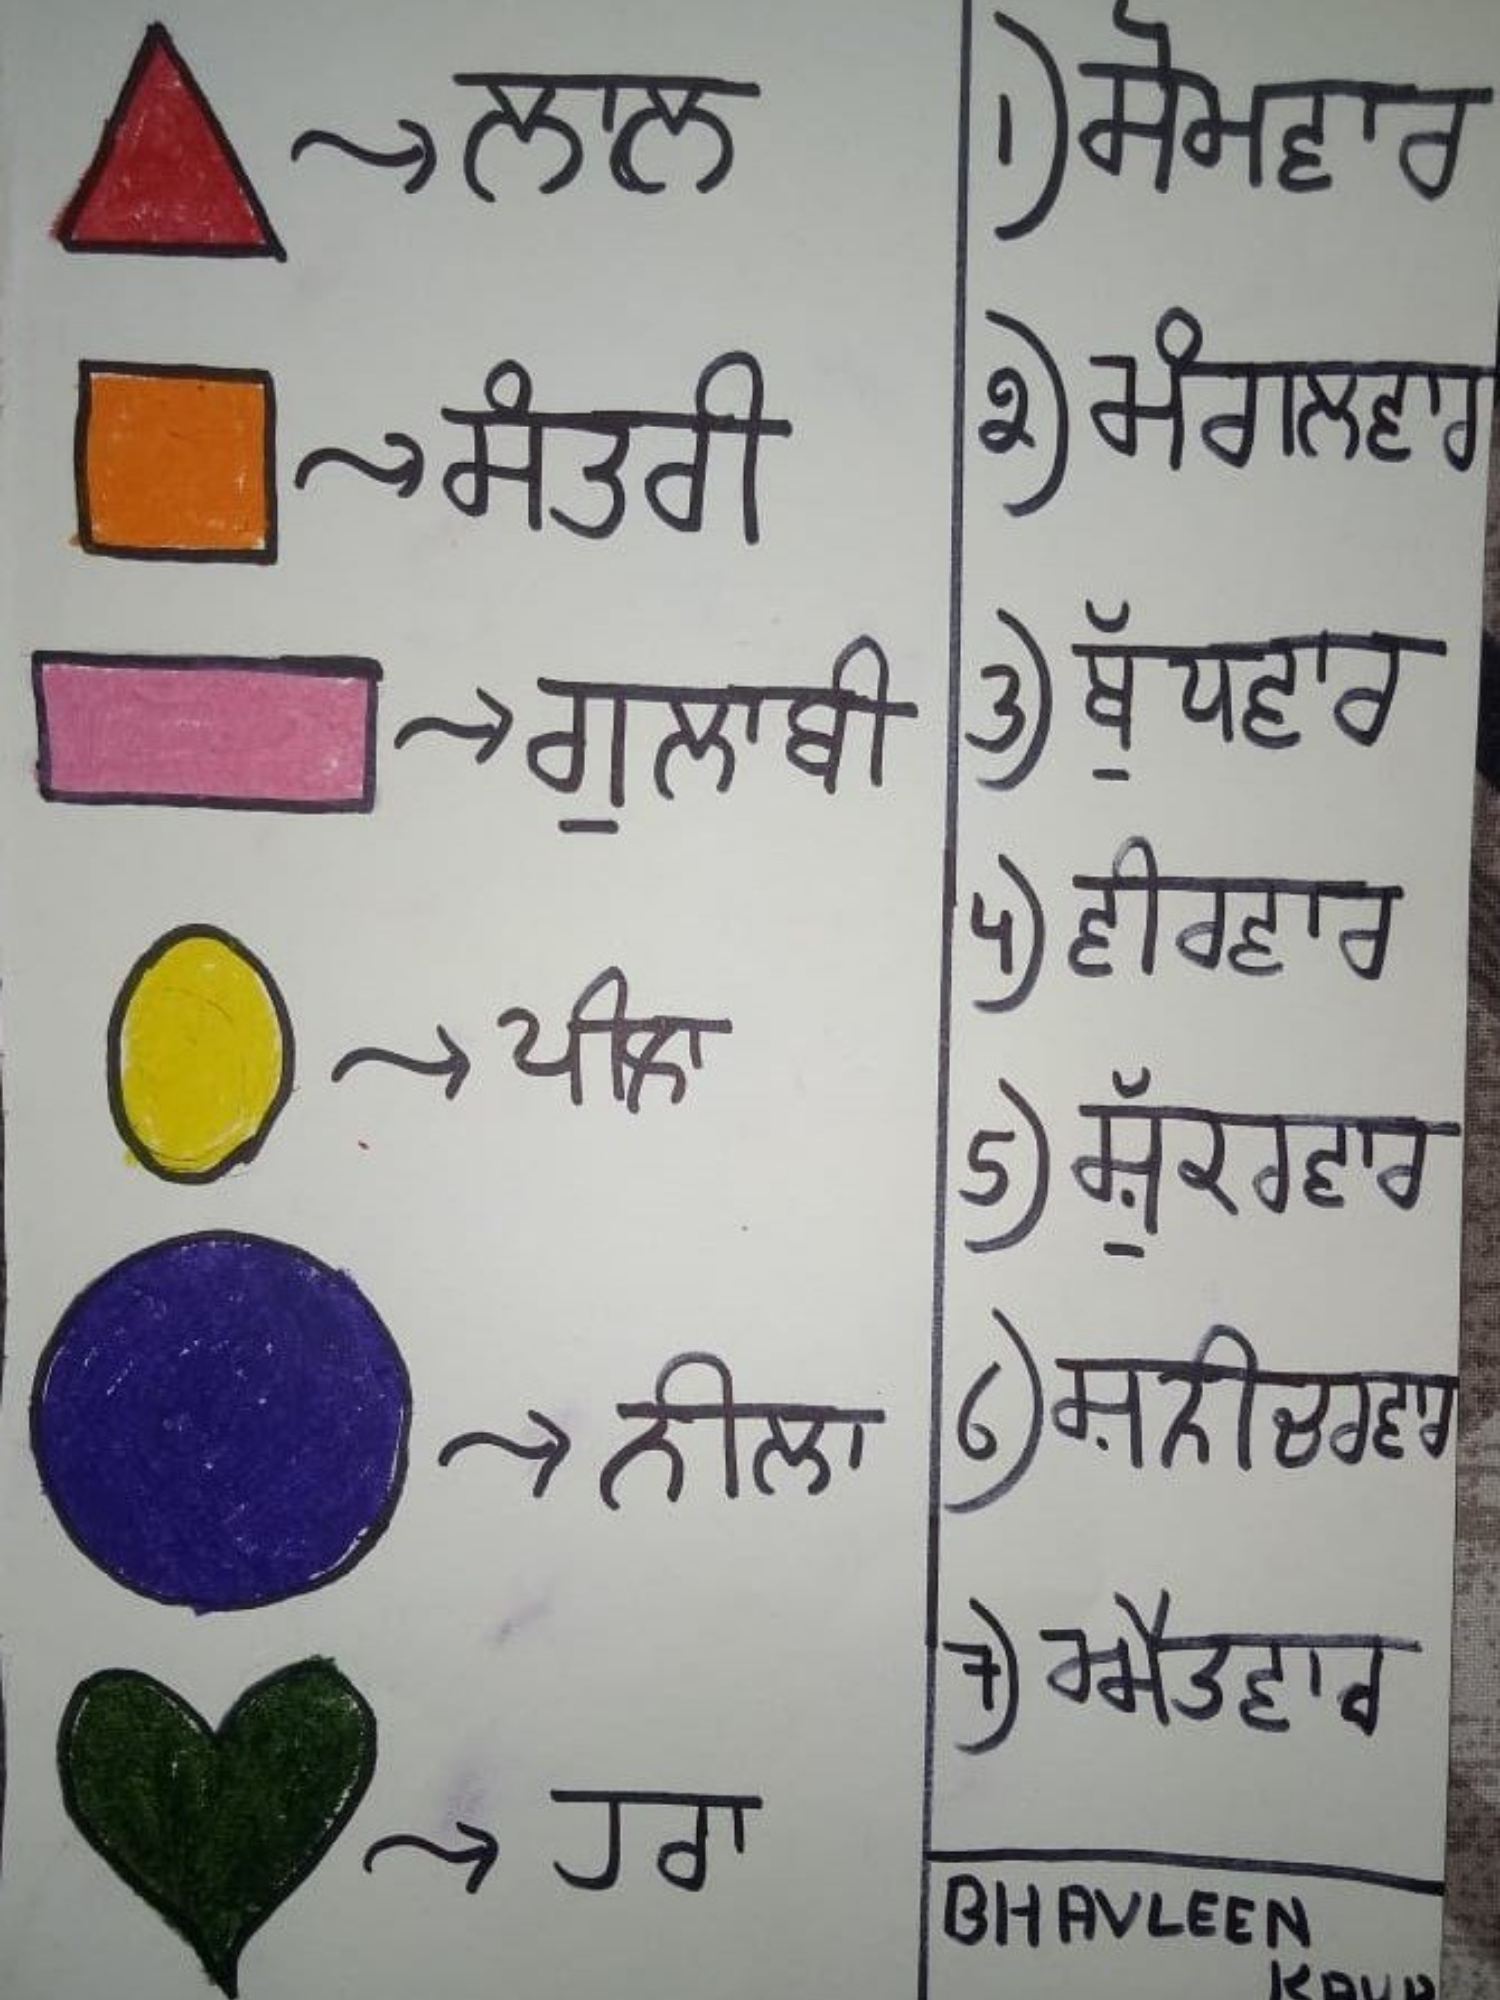 ਲਾਲ
ਸੰਤਰੀ
ਗੁਲਾਬੀ
ਪੀਲਾ
ਨੀਲਾ
ਹਰਾ
1) ਸੋਮਵਾਰ
2) ਮੰਗਲਵਾਰ
3) ਬੁੱਧਵਾਰ
4) ਵੀਰਵਾਰ
5) ਸ਼ੁੱਕਰਵਾਰ
6) ਸ਼ਨੀਚਰਵਾਰ
7) ਐਤਵਾਰ
BHAVLEEN
KAUR